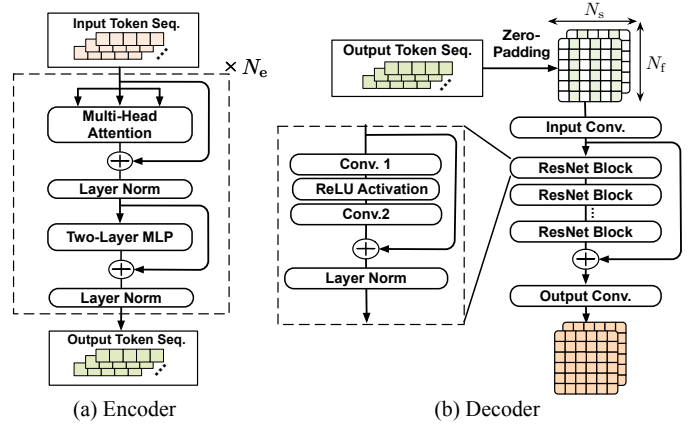 Input Token Seq.
× Nₑ
Multi-Head
Attention
Layer Norm
Two-Layer MLP
Layer Norm
Output Token Seq.
(a) Encoder
Output Token Seq.
Zero-
Padding
Nₛ
N_f
Input Conv.
ResNet Block
ResNet Block
ResNet Block
Output Conv.
Conv. 1
ReLU Activation
Conv.2
Layer Norm
(b) Decoder